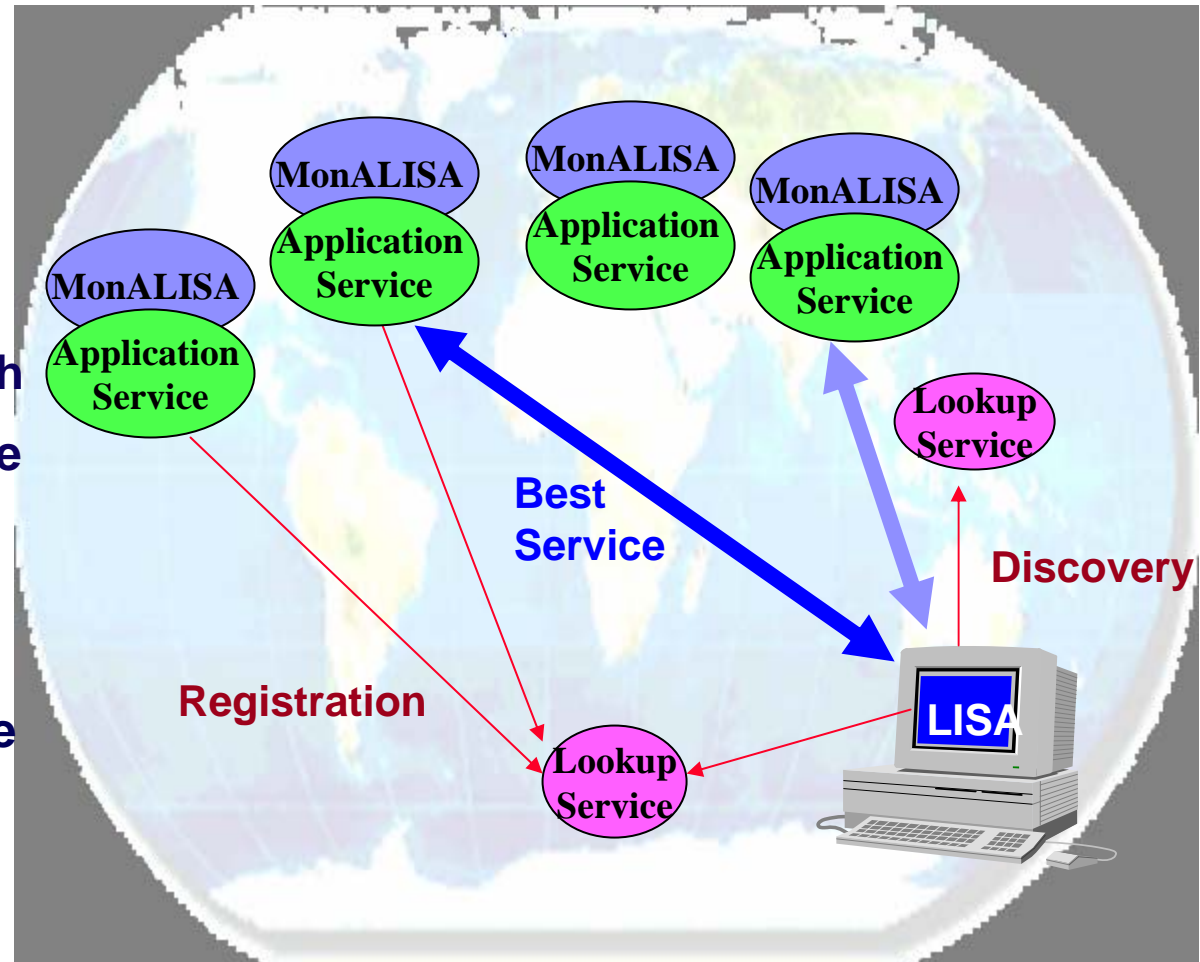 MonALISA
Application
Service
MonALISA
Application
Service
MonALISA
Application
Service
MonALISA
Application
Service
h
e
e
Lookup
Service
Best
Service
Discovery
Registration
LISA
Lookup
Service